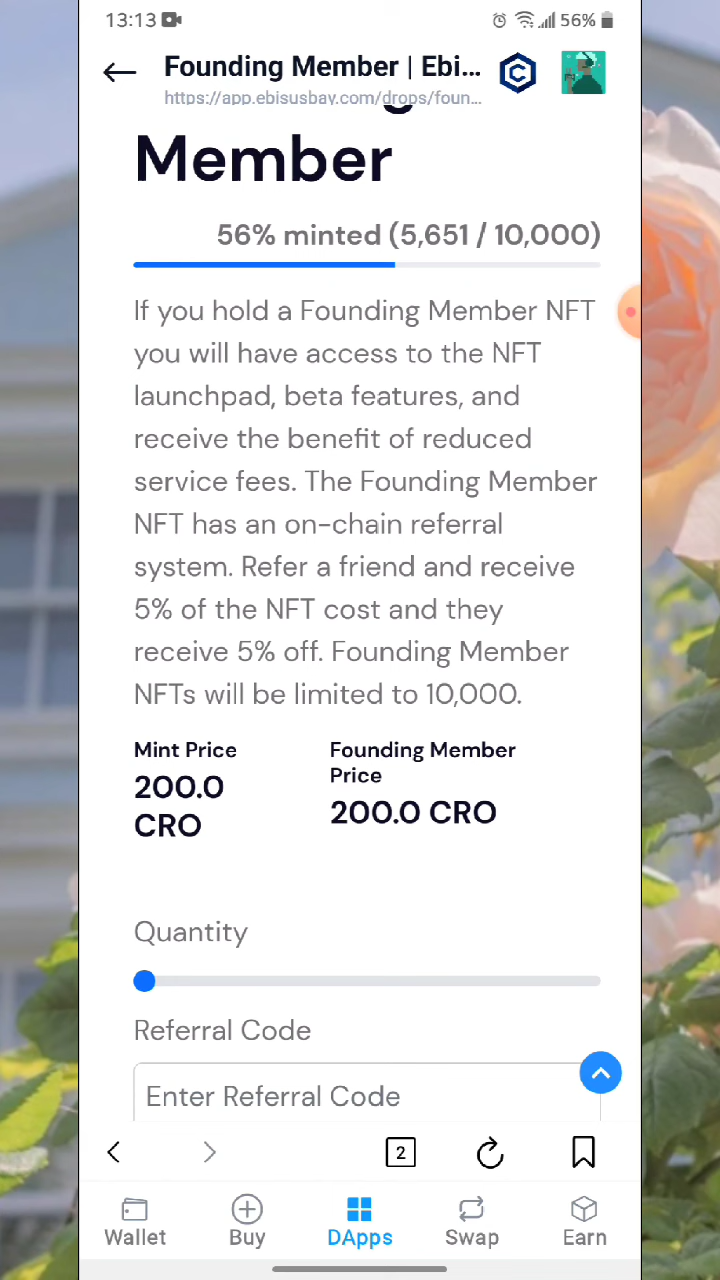 13:13
56%
Founding Member | Ebi...
https://app.ebisusbay.com/drops/foun...
Member
56% minted (5,651 / 10,000)
If you hold a Founding Member NFT
you will have access to the NFT
launchpad, beta features, and
receive the benefit of reduced
service fees. The Founding Member
NFT has an on-chain referral
system. Refer a friend and receive
5% of the NFT cost and they
receive 5% off. Founding Member
NFTs will be limited to 10,000.
Mint Price
200.0
CRO
Founding Member
Price
200.0 CRO
Quantity
Referral Code
Enter Referral Code
2
Wallet
Buy
DApps
Swap
Earn